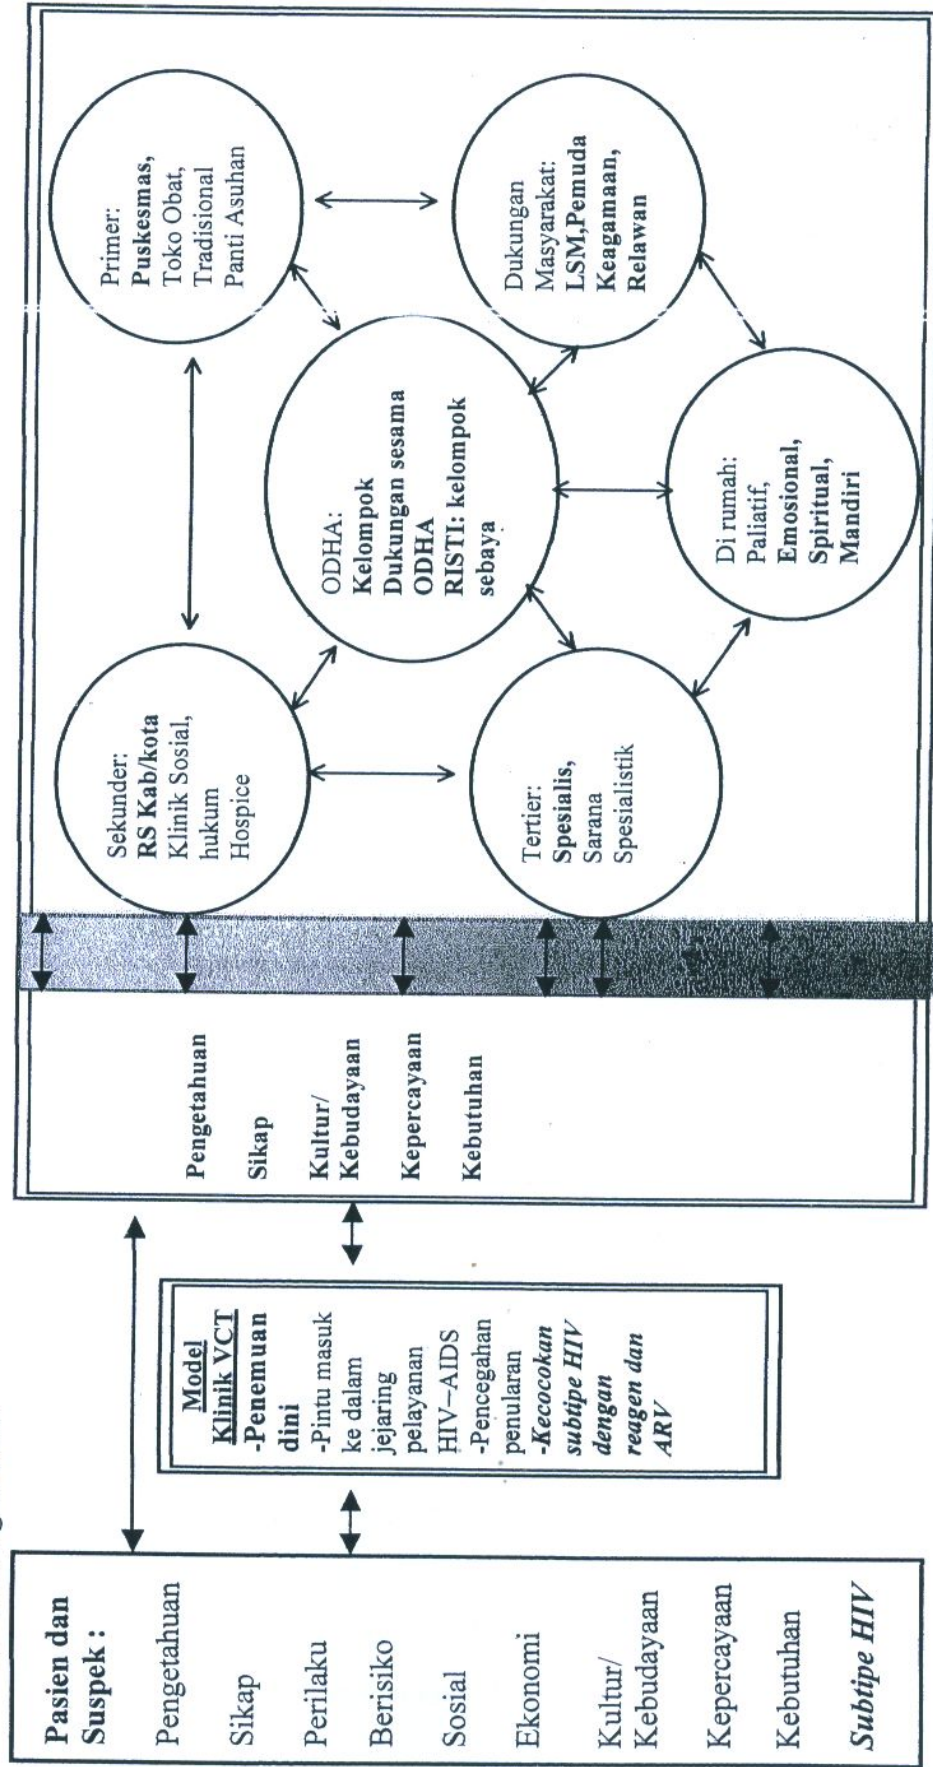 Pasien dan
Suspek :
Pengetahuan
Sikap
Perilaku
Berisiko
Sosial
Ekonomi
Kultur/
Kebudayaan
Kepercayaan
Kebutuhan
Subtipe HIV
Model
Klinik VCT
-Penemuan
dini
-Pintu masuk
ke dalam
jejaring
pelayanan
HIV–AIDS
-Pencegahan
penularan
-Kecocokan
subtipe HIV
dengan
reagen dan
ARV
Pengetahuan
Sikap
Kultur/
Kebudayaan
Kepercayaan
Kebutuhan
Sekunder:
RS Kab/kota
Klinik Sosial,
hukum
Hospice
Primer:
Puskesmas,
Toko Obat,
Tradisional
Panti Asuhan
ODHA:
Kelompok
Dukungan sesama
ODHA
RISTI: kelompok
sebaya
Tertier:
Spesialis,
Sarana
Spesialistik
Dukungan
Masyarakat:
LSM,Pemuda
Keagamaan,
Relawan
Di rumah:
Paliatif,
Emosional,
Spiritual,
Mandiri